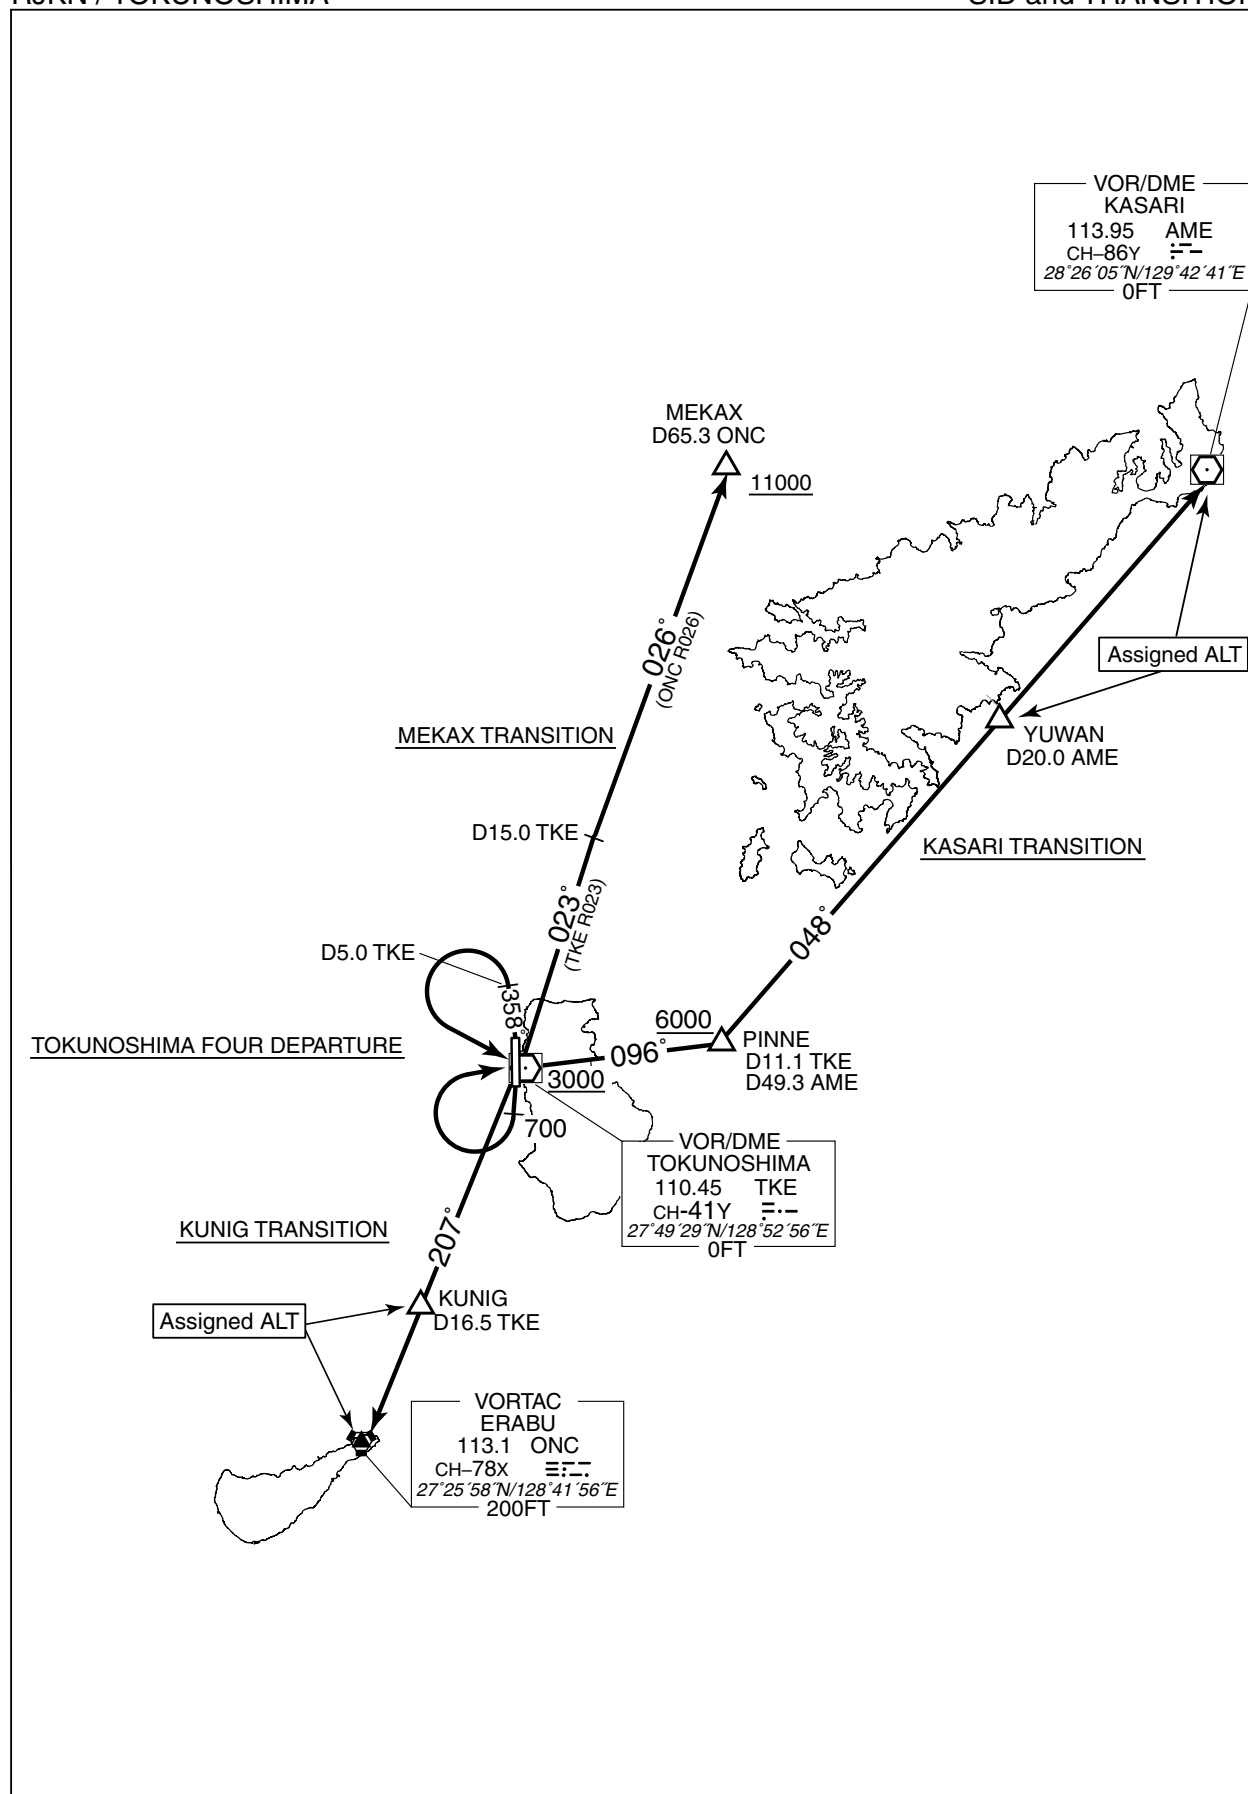 RJKN / TOKUNOSHIMA
SID and TRANSITION
VOR/DME
KASARI
113.95 AME
CH–86Y
28°26´05˝N/129°42´41˝E
0FT
MEKAX
D65.3 ONC
11000
026°
(ONC R026)
Assigned ALT
MEKAX TRANSITION
YUWAN
D20.0 AME
D15.0 TKE
KASARI TRANSITION
023°
(TKE R023)
048°
D5.0 TKE
358°
TOKUNOSHIMA FOUR DEPARTURE
6000
PINNE
D11.1 TKE
D49.3 AME
096°
3000
700
VOR/DME
TOKUNOSHIMA
110.45 TKE
CH-41Y
27°49´29˝N/128°52´56˝E
0FT
KUNIG TRANSITION
207°
KUNIG
D16.5 TKE
Assigned ALT
VORTAC
ERABU
113.1 ONC
CH–78X
27°25´58˝N/128°41´56˝E
200FT